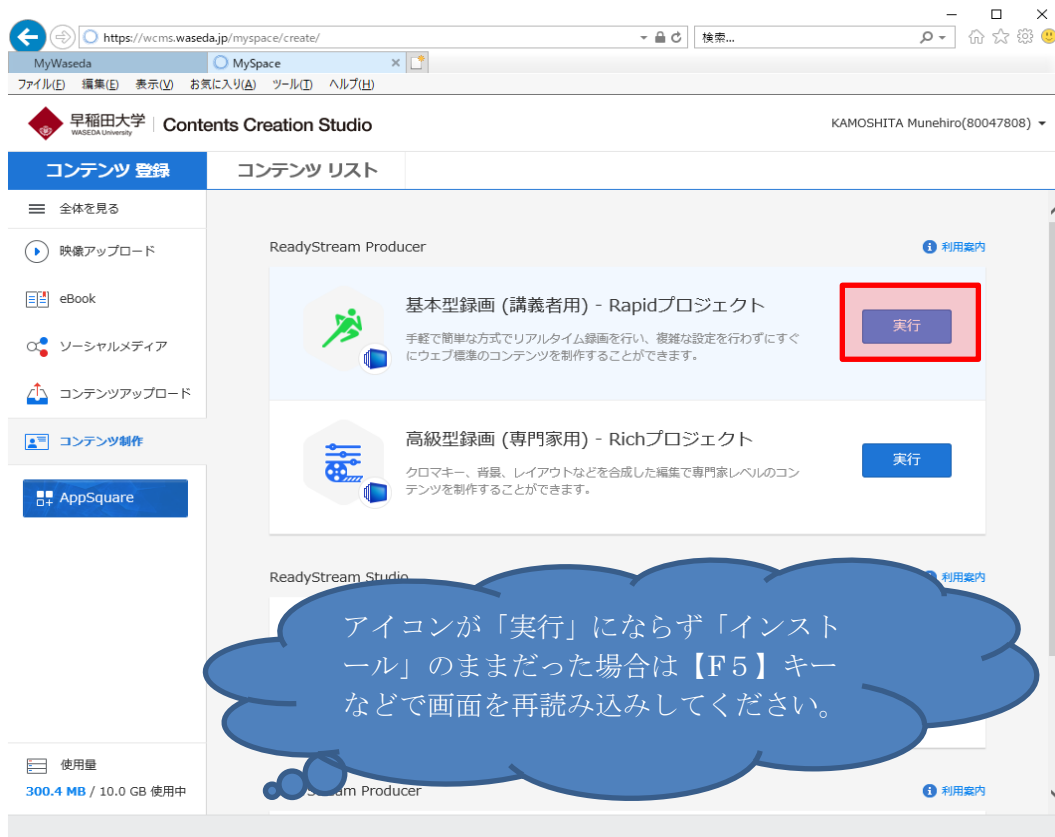 https://wcms.waseda.jp/myspace/create/
検索...
MyWaseda
MySpace
ファイル(F) 編集(E) 表示(V) お気に入り(A) ツール(T) ヘルプ(H)
早稲田大学
WASEDA University
Contents Creation Studio
KAMOSHITA Munehiro(80047808)
コンテンツ 登録
コンテンツ リスト
全体を見る
映像アップロード
eBook
ソーシャルメディア
コンテンツアップロード
コンテンツ制作
AppSquare
使用量
300.4 MB / 10.0 GB 使用中
ReadyStream Producer
利用案内
基本型録画 (講義者用) - Rapidプロジェクト
手軽で簡単な方式でリアルタイム録画を行い、複雑な設定を行わずにすぐ
にウェブ標準のコンテンツを制作することができます。
実行
高級型録画 (専門家用) - Richプロジェクト
クロマキー、背景、レイアウトなどを合成した編集で専門家レベルのコン
テンツを制作することができます。
実行
ReadyStream Studio
利用案内
アイコンが「実行」にならず「インスト
ール」のままだった場合は【F5】キー
などで画面を再読み込みしてください。
am Producer
利用案内